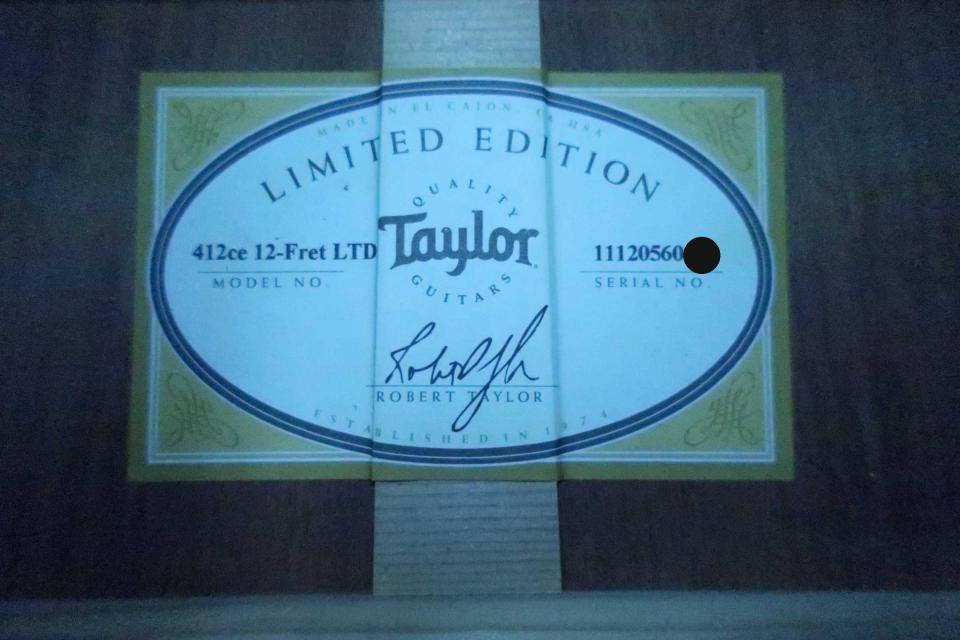 MADE IN EL CAJON, CA USA
LIMITED EDITION
QUALITY
Taylor
GUITARS
412ce 12-Fret LTD
MODEL NO.
11120560
SERIAL NO.
ROBERT TAYLOR
ESTABLISHED IN 1974